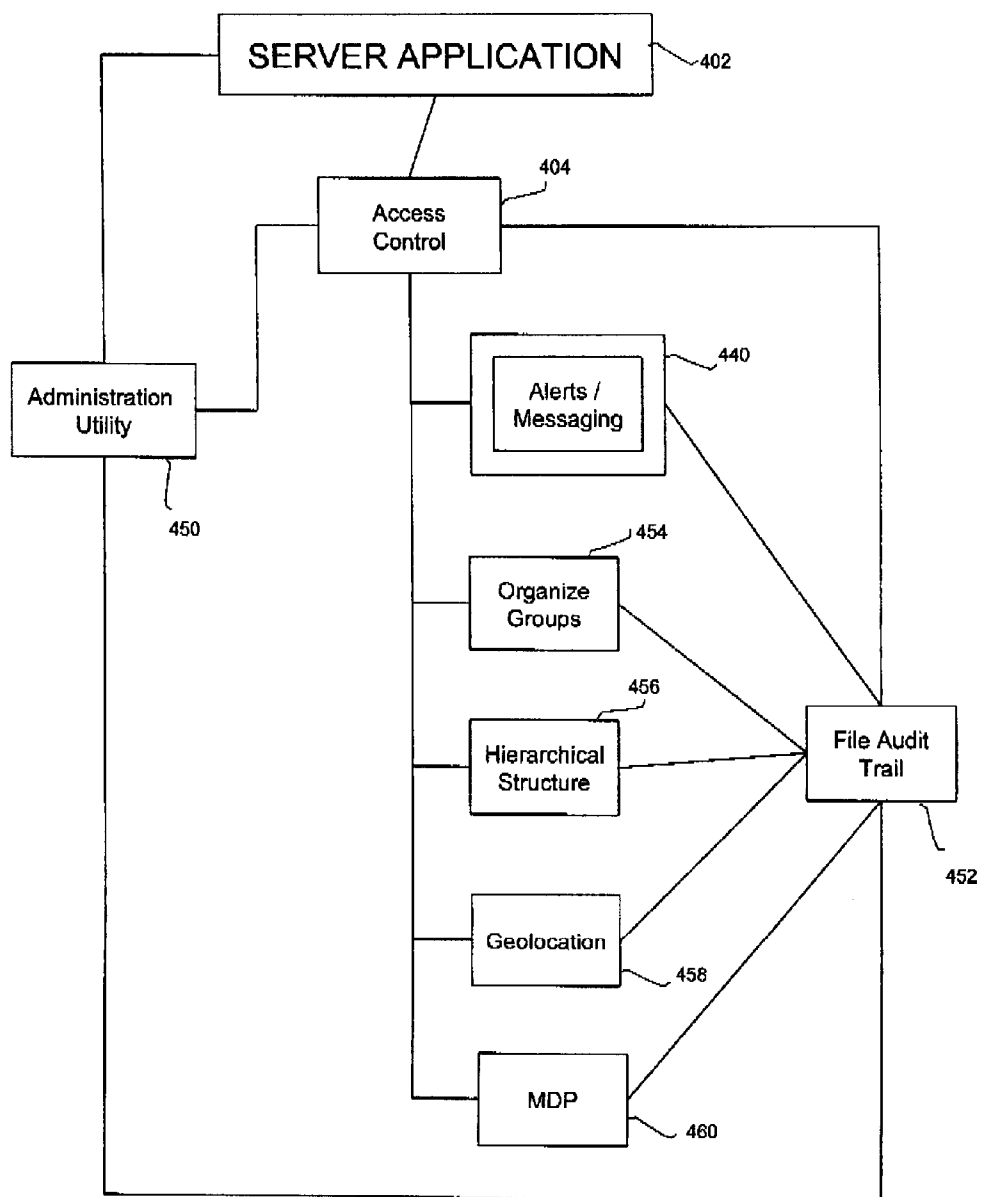 SERVER APPLICATION
402
404
Access
Control
440
Alerts /
Messaging
Administration
Utility
450
454
Organize
Groups
456
Hierarchical
Structure
File Audit
Trail
452
Geolocation
458
MDP
460